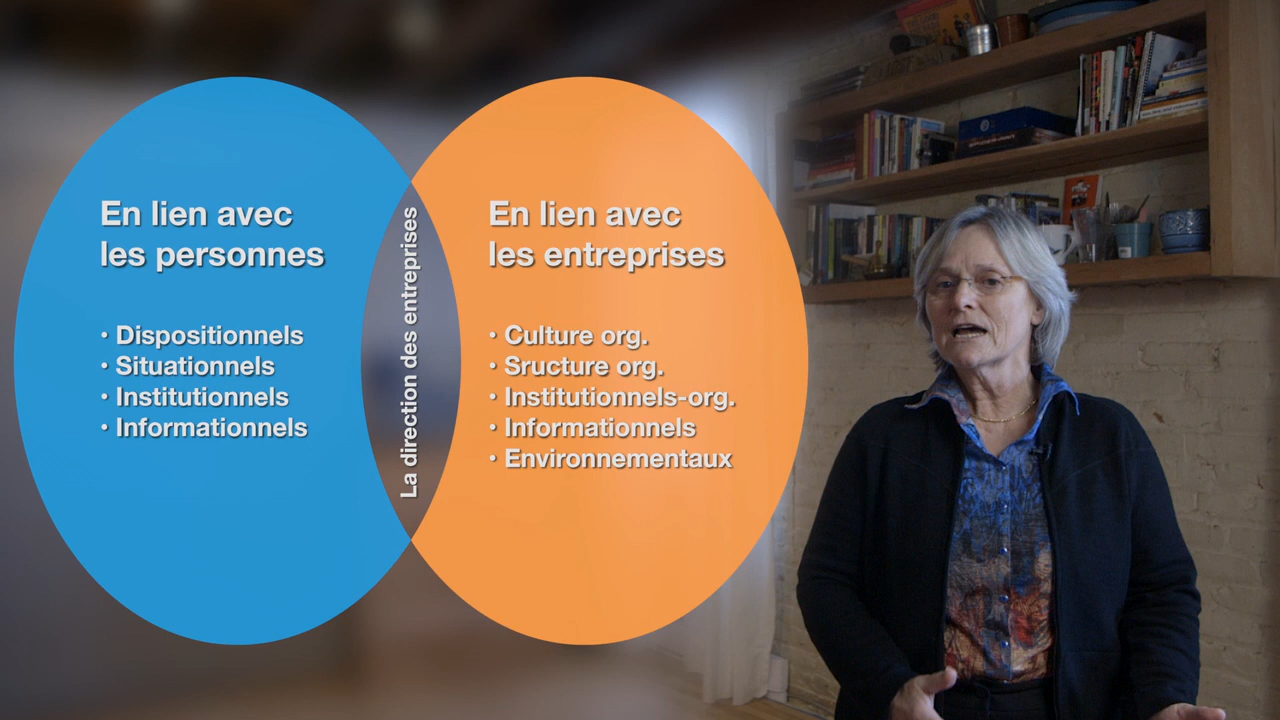 En lien avec
les personnes
• Dispositionnels
• Situationnels
• Institutionnels
• Informationnels
La direction des entreprises
En lien avec
les entreprises
• Culture org.
• Sructure org.
• Institutionnels-org.
• Informationnels
• Environnementaux